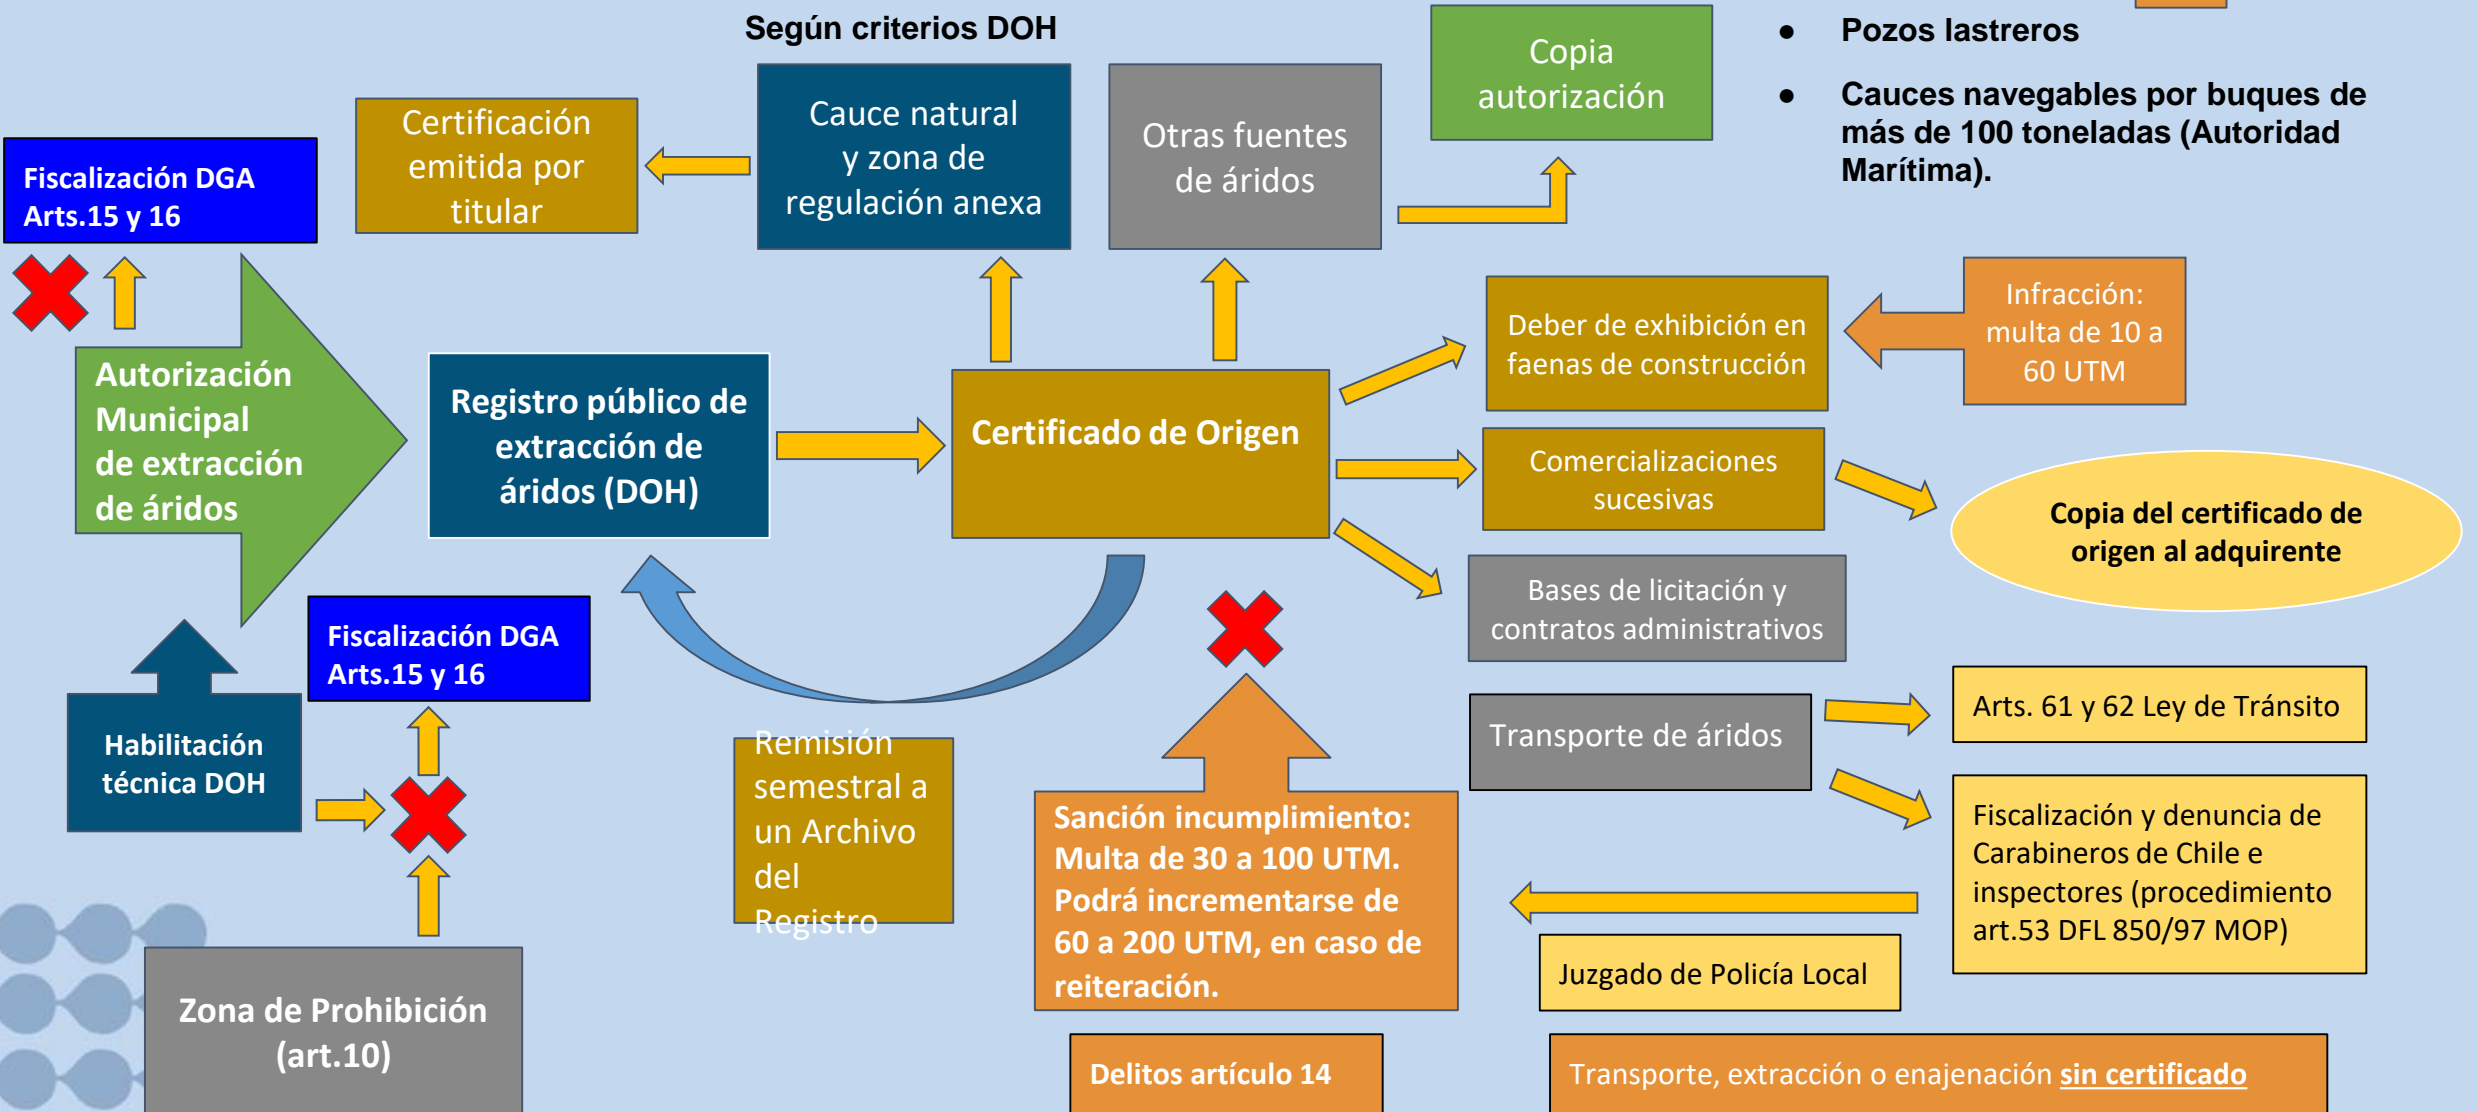 Según criterios DOH
● Pozos lastreros
● Cauces navegables por buques de
más de 100 toneladas (Autoridad
Marítima).
Copia
autorización
Cauce natural
y zona de
regulación anexa
Otras fuentes
de áridos
Certificación
emitida por
titular
Fiscalización DGA
Arts.15 y 16
Autorización
Municipal
de extracción
de áridos
Registro público de
extracción de
áridos (DOH)
Certificado de Origen
Deber de exhibición en
faenas de construcción
Infracción:
multa de 10 a
60 UTM
Comercializaciones
sucesivas
Copia del certificado de
origen al adquirente
Bases de licitación y
contratos administrativos
Fiscalización DGA
Arts.15 y 16
Habilitación
técnica DOH
Remisión
semestral a
un Archivo
del
Registro
Sanción incumplimiento:
Multa de 30 a 100 UTM.
Podrá incrementarse de
60 a 200 UTM, en caso de
reiteración.
Transporte de áridos
Arts. 61 y 62 Ley de Tránsito
Fiscalización y denuncia de
Carabineros de Chile e
inspectores (procedimiento
art.53 DFL 850/97 MOP)
Juzgado de Policía Local
Zona de Prohibición
(art.10)
Delitos artículo 14
Transporte, extracción o enajenación sin certificado